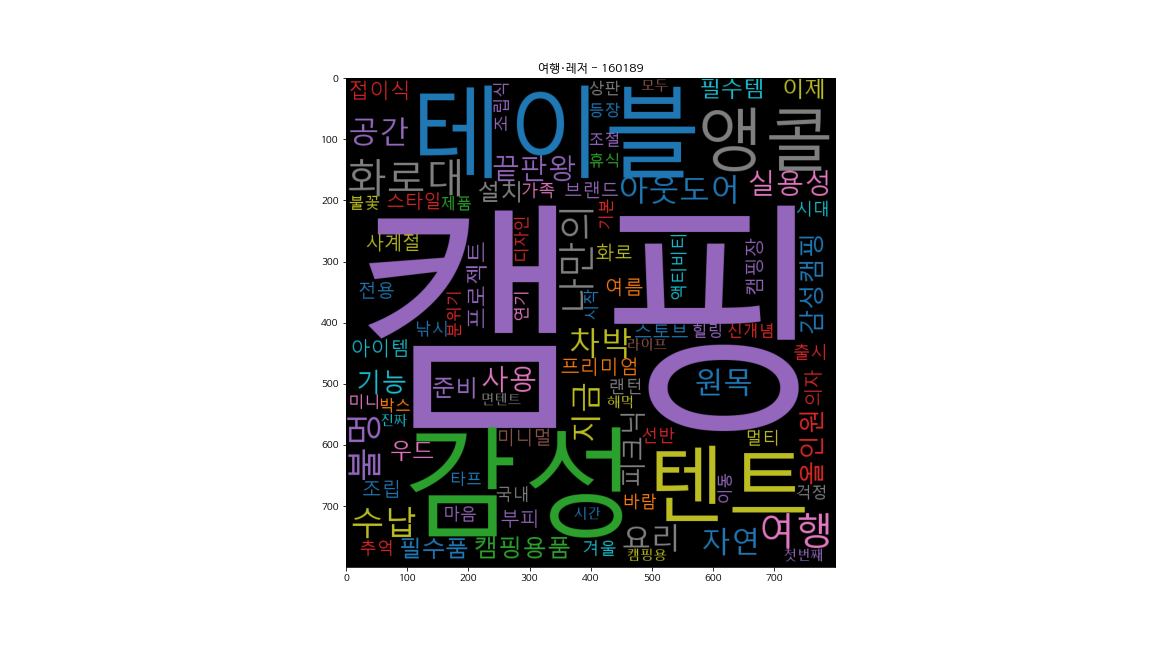 여행·레저 - 160189
접이식
테이블
조립식
상판
모두
필수템
이제
등장
공간
앵콜
조절
휴식
끝판왕
화로대
설치
가족
브랜드
아웃도어
실용성
불꽃
스타일
제품
기본
시대
캠핑
사계절
디자인
나만의
화로
액티비티
캠핑장
감성캠핑
프로젝트
전용
분위기
연기
시작
여름
낚시
스토브
힐링
신개념
아이템
차박
라이프
출시
프리미엄
기능
준비
사용
원목
의자
랜턴
면텐트
해먹
미니
박스
진짜
지금
불멍
미니멀
피크닉
선반
멀티
올인원
우드
감성
텐트
조립
타프
국내
이동
걱정
바람
수납
마음
부피
시간
여행
추억
필수품
캠핑용품
겨울
요리
캠핑용
자연
첫번째
0
100
200
300
400
500
600
700
0
100
200
300
400
500
600
700